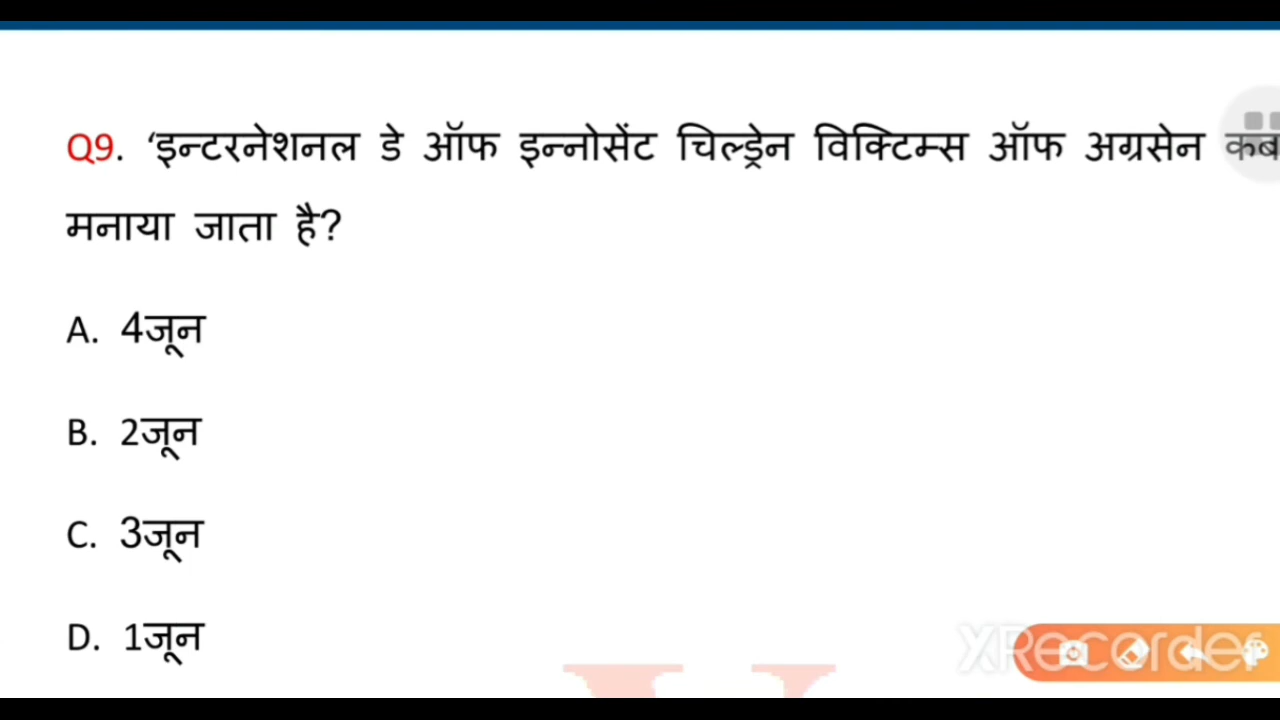 Q9. ‘इन्टरनेशनल डे ऑफ इन्नोसेंट चिल्ड्रेन विक्टिम्स ऑफ अग्रसेन कब
मनाया जाता है?
A. 4जून
B. 2जून
C. 3जून
D. 1जून
XRecorder